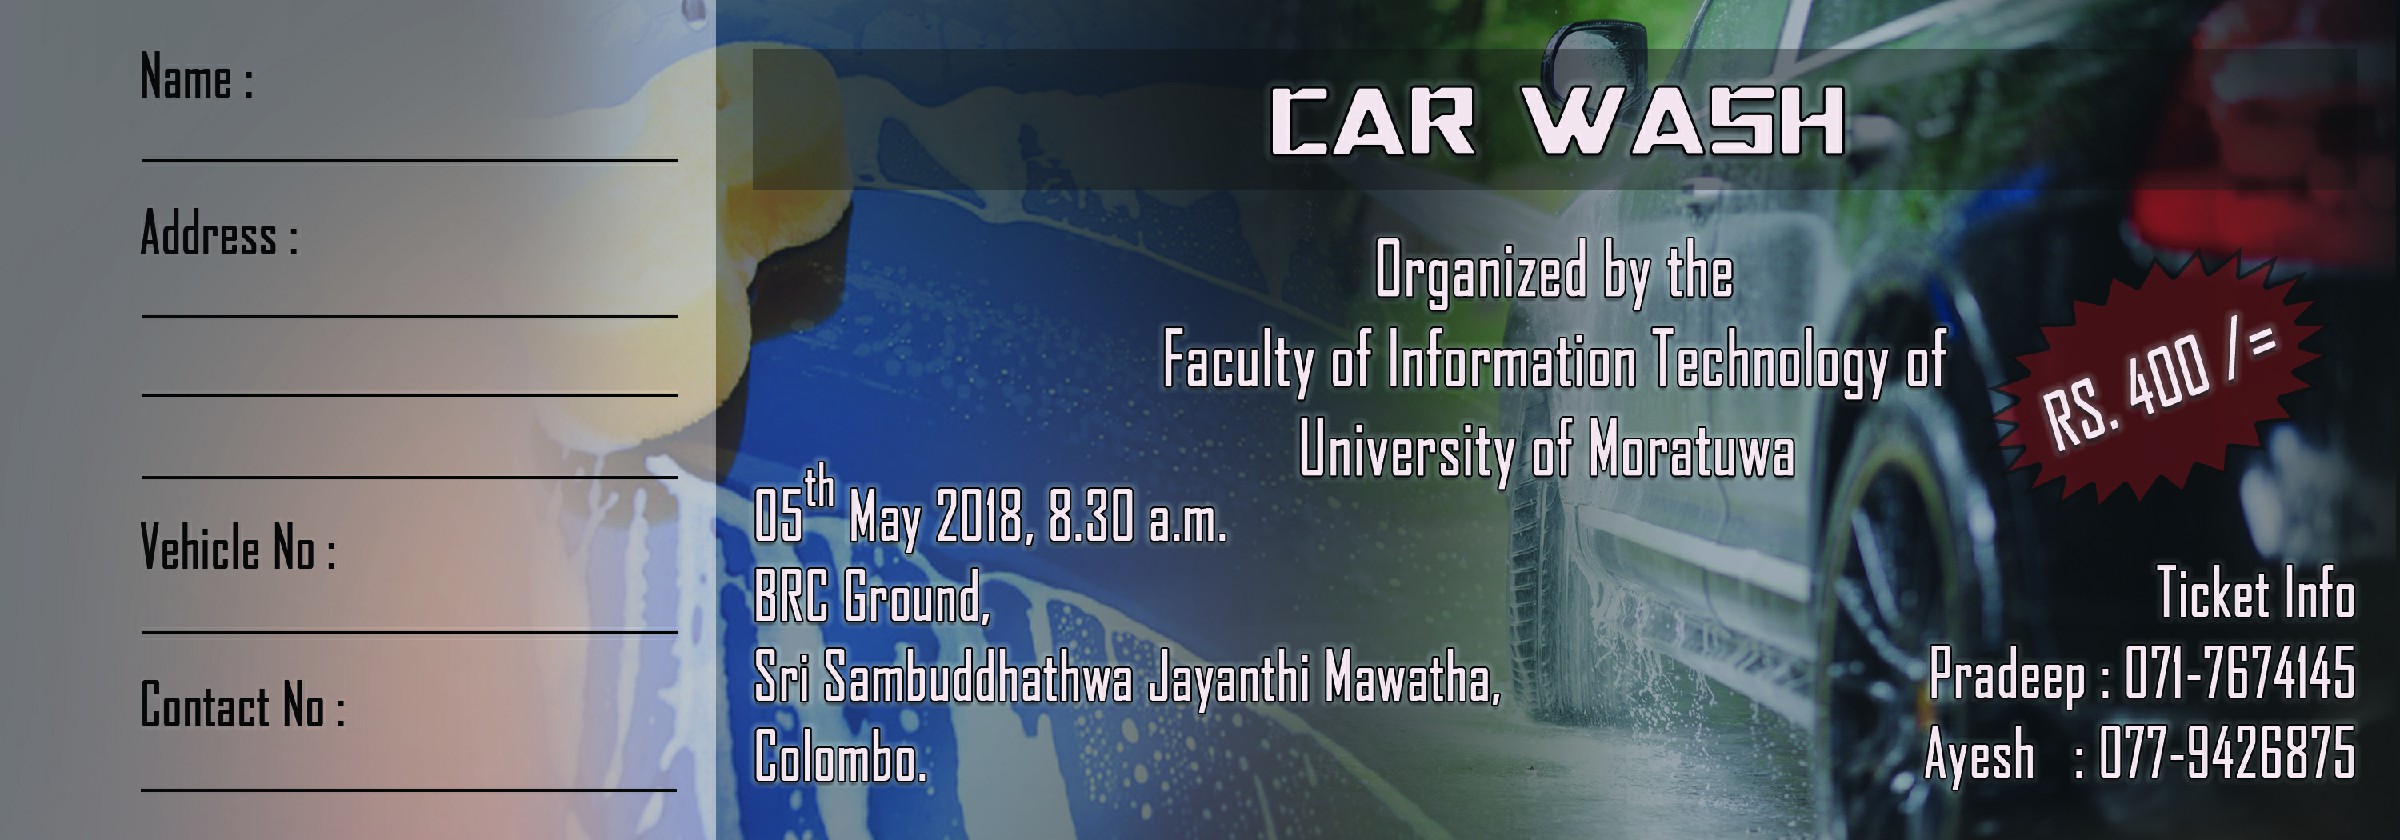 Name :
Address :
Vehicle No :
Contact No :
CAR WASH
Organized by the
Faculty of Information Technology of
University of Moratuwa
RS. 400 /=
05th May 2018, 8.30 a.m.
BRC Ground,
Sri Sambuddhathwa Jayanthi Mawatha,
Colombo.
Ticket Info
Pradeep : 071-7674145
Ayesh : 077-9426875